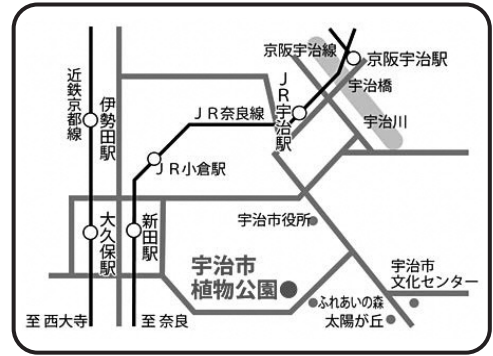 京阪宇治線
京阪宇治駅
宇治橋
宇治川
近鉄京都線
伊勢田駅
ＪＲ奈良線
ＪＲ宇治駅
ＪＲ小倉駅
宇治市役所
大久保駅
新田駅
宇治市
植物公園
宇治市
文化センター
ふれあいの森
太陽が丘
至 西大寺
至 奈良